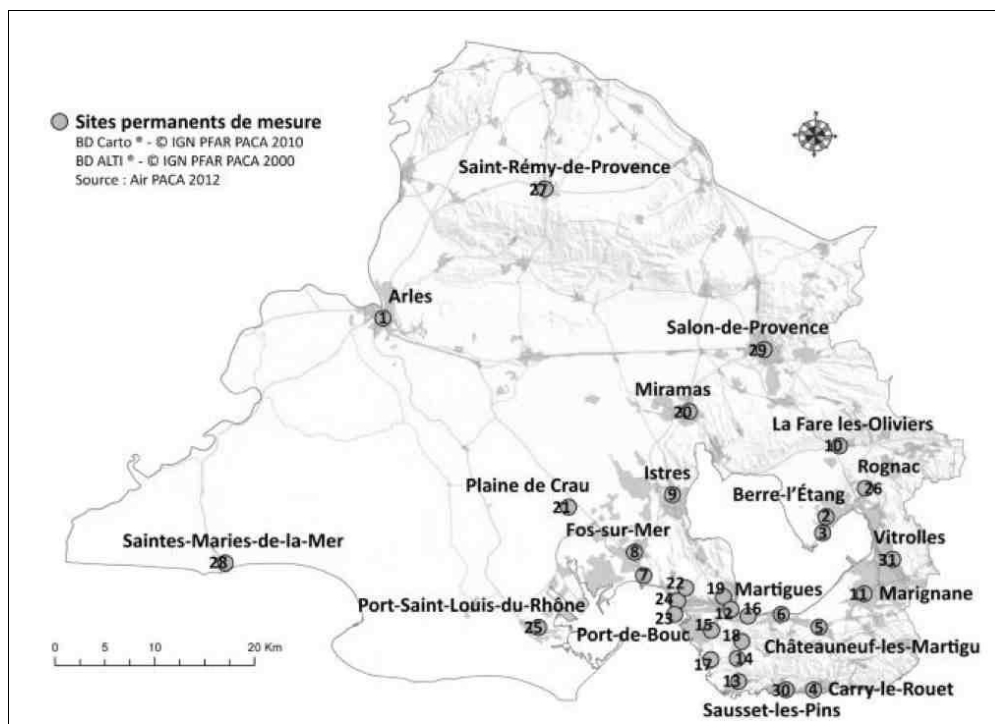 Sites permanents de mesure
BD Carto ® - © IGN PFAR PACA 2010
BD ALTI ® - © IGN PFAR PACA 2000
Source : Air PACA 2012
Saint-Rémy-de-Provence
27
Arles
1
Salon-de-Provence
29
Miramas
20
La Fare les-Oliviers
10
Istres
9
Rognac
26
Plaine de Crau
21
Berre-l'Étang
2
3
Fos-sur-Mer
8
7
Vitrolles
31
Saintes-Maries-de-la-Mer
28
22
19
Martigues
11
Marignane
24
12
16
6
Port-Saint-Louis-du-Rhône
25
23
Port-de-Bouc
15
5
18
Châteauneuf-les-Martigu
17
14
13
30
4
Carry-le-Rouet
Sausset-les-Pins
0 5 10 20 Km